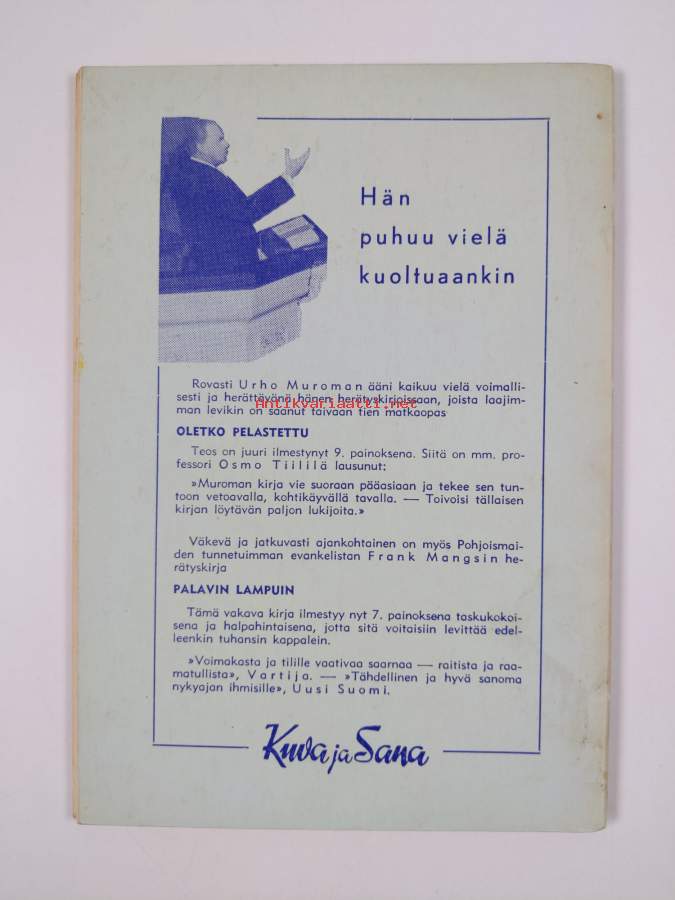 Hän
puhuu vielä
kuoltuaankin
Rovasti Urho Muroman ääni kaikuu vielä voimalli-
sesti ja herättävänä hänen herätyskirjoissaan, joista laajim-
Antikvariaatti.net
man levikin on saanut taivaan tien matkaopas
OLETKO PELASTETTU
Teos on juuri ilmestynyt 9. painoksena. Siitä on mm. pro-
fessori Osmo Tiililä lausunut:
»Muroman kirja vie suoraan pääasiaan ja tekee sen tun-
toon vetoavalla, kohtikäyvällä tavalla. — Toivoisi tällaisen
kirjan löytävän paljon lukijoita.»
Väkevä ja jatkuvasti ajankohtainen on myös Pohjoismai-
den tunnetuimman evankelistan Frank Mangsin he-
rätyskirja
PALAVIN LAMPUIN
Tämä vakava kirja ilmestyy nyt 7. painoksena taskukokoi-
sena ja halpahintaisena, jotta sitä voitaisiin levittää edel-
leenkin tuhansin kappalein.
»Voimakasta ja tilille vaativaa saarnaa — raitista ja raa-
matullista», Vartija. — »Tähdellinen ja hyvä sanoma
nykyajan ihmisille», Uusi Suomi.
Kuva ja Sana